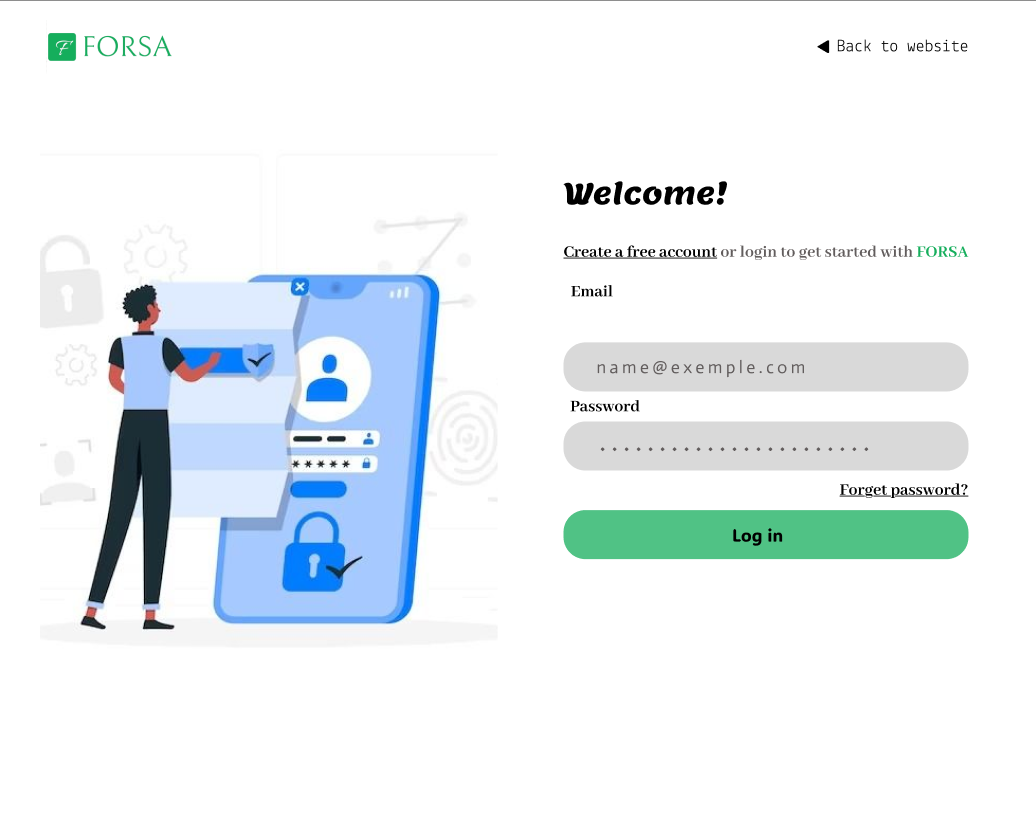 F FORSA
◀ Back to website
Welcome!
Create a free account or login to get started with FORSA
Email
name@exemple.com
Password
* * * * *
Forget password?
Log in